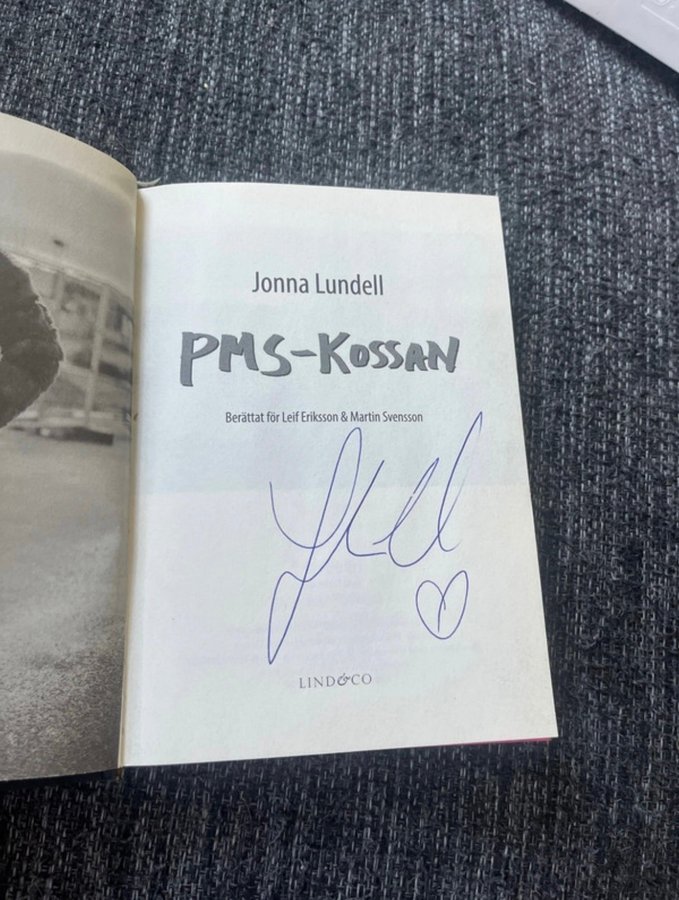 Jonna Lundell
PMS-KOSSAN
Berättat för Leif Eriksson & Martin Svensson
LIND&CO